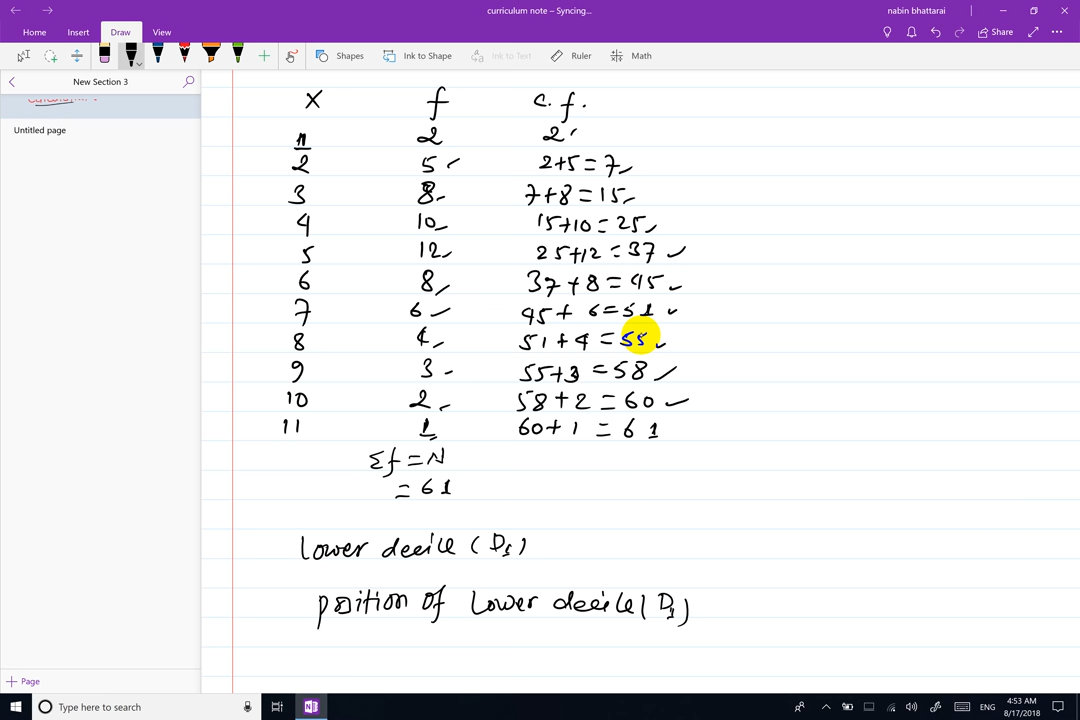 curriculum note – Syncing...
nabin bhattarai
Home Insert Draw View
Share
Shapes Ink to Shape Ink to Text Ruler Math
New Section 3
Untitled page
X f c.f.
1 2 2
2 5 2+5=7
3 8 7+8=15
4 10 15+10=25
5 12 25+12=37
6 8 37+8=45
7 6 45+6=51
8 4 51+4=55
9 3 55+3=58
10 2 58+2=60
11 1 60+1=61
Σf=N
=61
lower decile (D1)
position of lower decile (D1)
Page
Type here to search
ENG
4:53 AM
8/17/2018